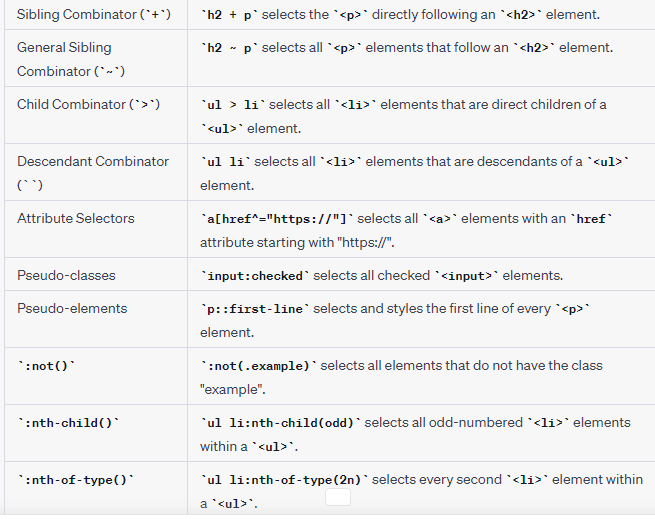 Sibling Combinator (`+`)
`h2 + p` selects the `<p>` directly following an `<h2>` element.
General Sibling
Combinator (`~`)
`h2 ~ p` selects all `<p>` elements that follow an `<h2>` element.
Child Combinator (`>`)
`ul > li` selects all `<li>` elements that are direct children of a
`<ul>` element.
Descendant Combinator
(` `)
`ul li` selects all `<li>` elements that are descendants of a `<ul>`
element.
Attribute Selectors
`a[href^="https://"]` selects all `<a>` elements with an `href`
attribute starting with "https://".
Pseudo-classes
`input:checked` selects all checked `<input>` elements.
Pseudo-elements
`p::first-line` selects and styles the first line of every `<p>`
element.
`:not()`
`:not(.example)` selects all elements that do not have the class
"example".
`:nth-child()`
`ul li:nth-child(odd)` selects all odd-numbered `<li>` elements
within a `<ul>`.
`:nth-of-type()`
`ul li:nth-of-type(2n)` selects every second `<li>` element within
a `<ul>`.